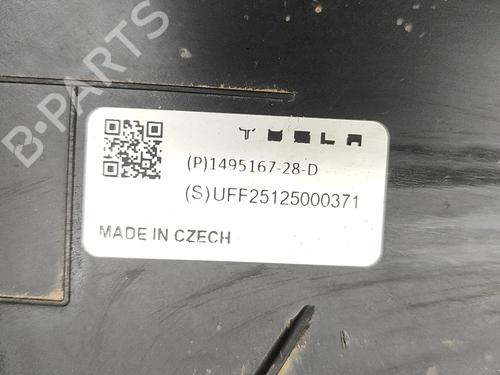 B-PARTS
TESLA
(P)1495167-28-D
(S)UFF25125000371
MADE IN CZECH